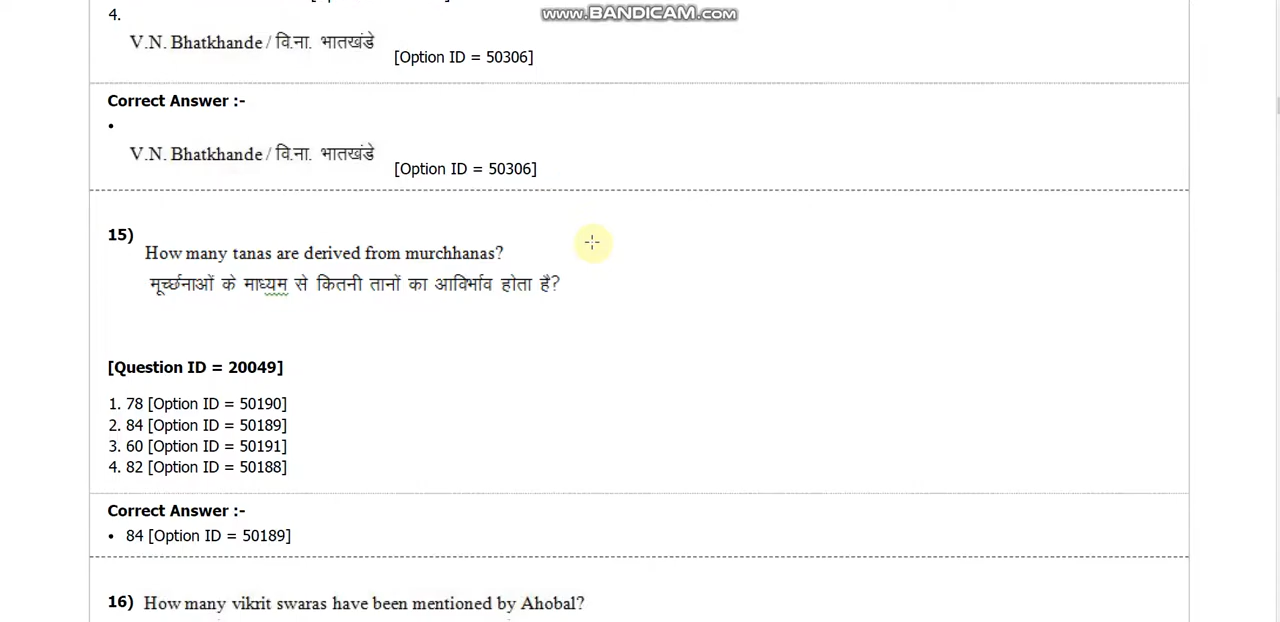 www.BANDICAM.com
4.
V.N. Bhatkhande / वि.ना. भातखंडे
[Option ID = 50306]
Correct Answer :-
•
V.N. Bhatkhande / वि.ना. भातखंडे
[Option ID = 50306]
15)
How many tanas are derived from murchhanas?
मूर्च्छनाओं के माध्यम से कितनी तानों का आविर्भाव होता है?
[Question ID = 20049]
1. 78 [Option ID = 50190]
2. 84 [Option ID = 50189]
3. 60 [Option ID = 50191]
4. 82 [Option ID = 50188]
Correct Answer :-
• 84 [Option ID = 50189]
16) How many vikrit swaras have been mentioned by Ahobal?